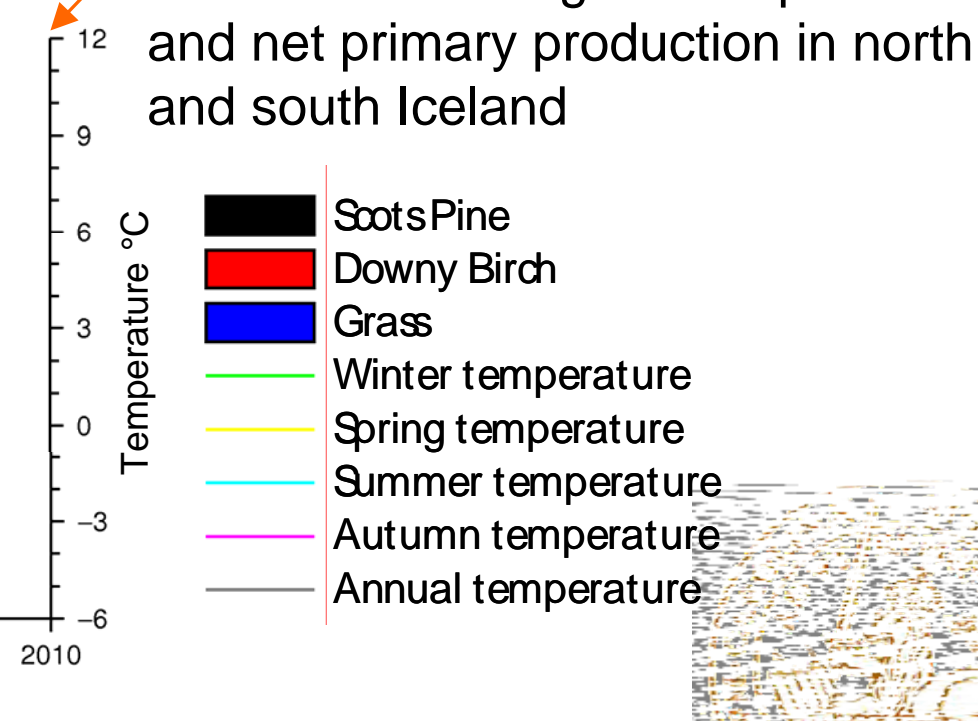 and net primary production in north
and south Iceland
12
9
6
3
0
−3
−6
2010
Temperature °C
Scots Pine
Downy Birch
Grass
Winter temperature
Spring temperature
Summer temperature
Autumn temperature
Annual temperature